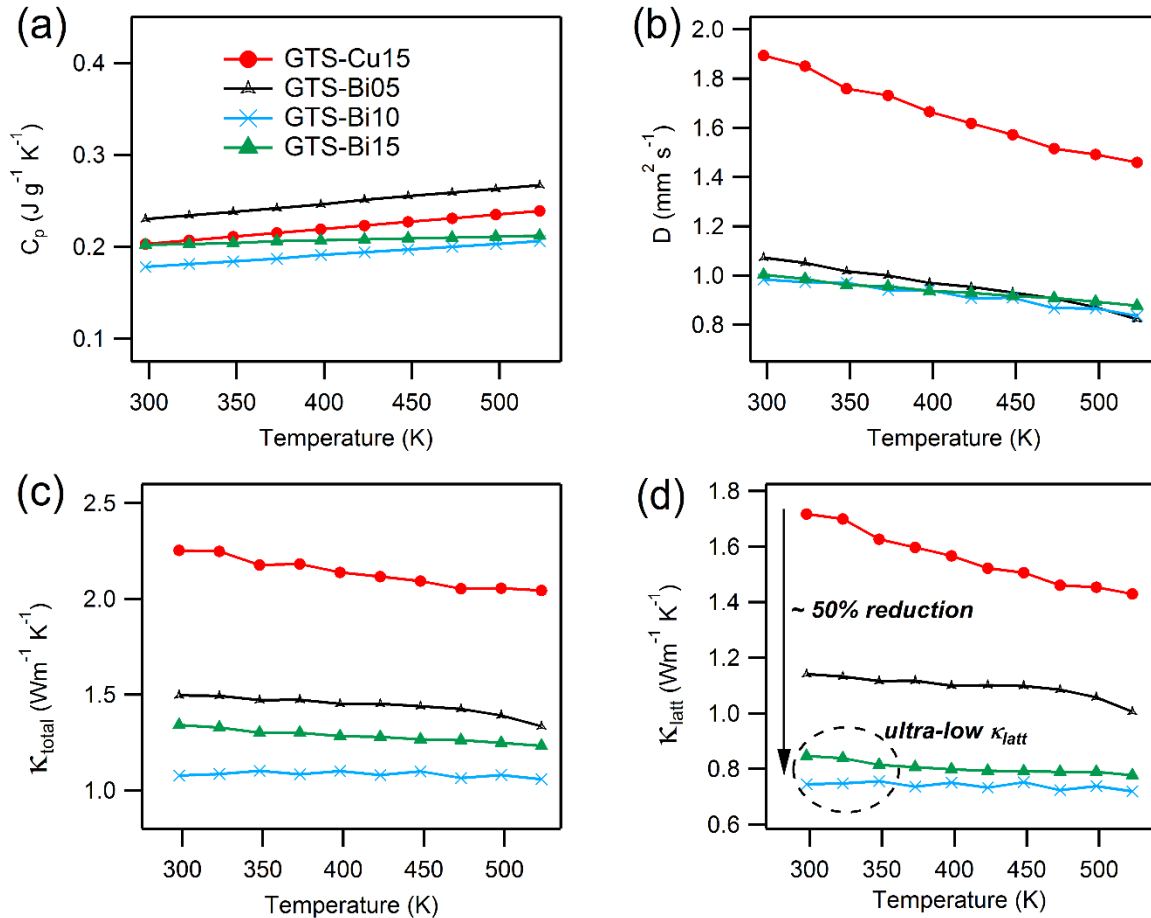 (a)
GTS-Cu15
GTS-Bi05
GTS-Bi10
GTS-Bi15
0.4
0.3
0.2
0.1
Cp (J g⁻¹ K⁻¹)
300 350 400 450 500
Temperature (K)
(b)
2.0
1.8
1.6
1.4
1.2
1.0
0.8
D (mm² s⁻¹)
300 350 400 450 500
Temperature (K)
(c)
2.5
2.0
1.5
1.0
κtotal (Wm⁻¹ K⁻¹)
300 350 400 450 500
Temperature (K)
(d)
1.8
1.6
1.4
1.2
1.0
0.8
0.6
κlatt (Wm⁻¹ K⁻¹)
~ 50% reduction
ultra-low κlatt
300 350 400 450 500
Temperature (K)